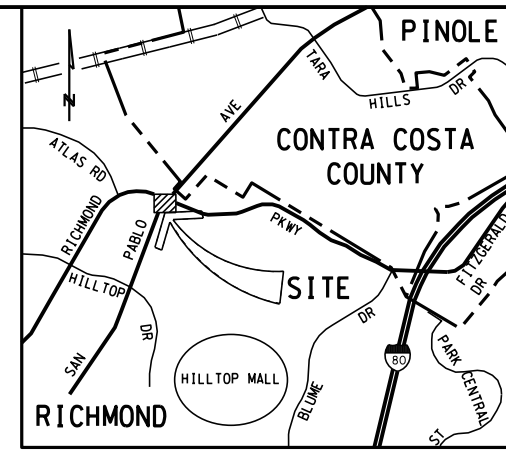 PINOLE
TARA
HILLS
DR
N
AVE
CONTRA COSTA
COUNTY
ATLAS RD
RICHMOND
PABLO
PKWY
FITZGERALD
DR
HILLTOP
DR
SITE
DR
80
SAN
HILLTOP MALL
BLUME
PARK CENTRAL
ST
RICHMOND